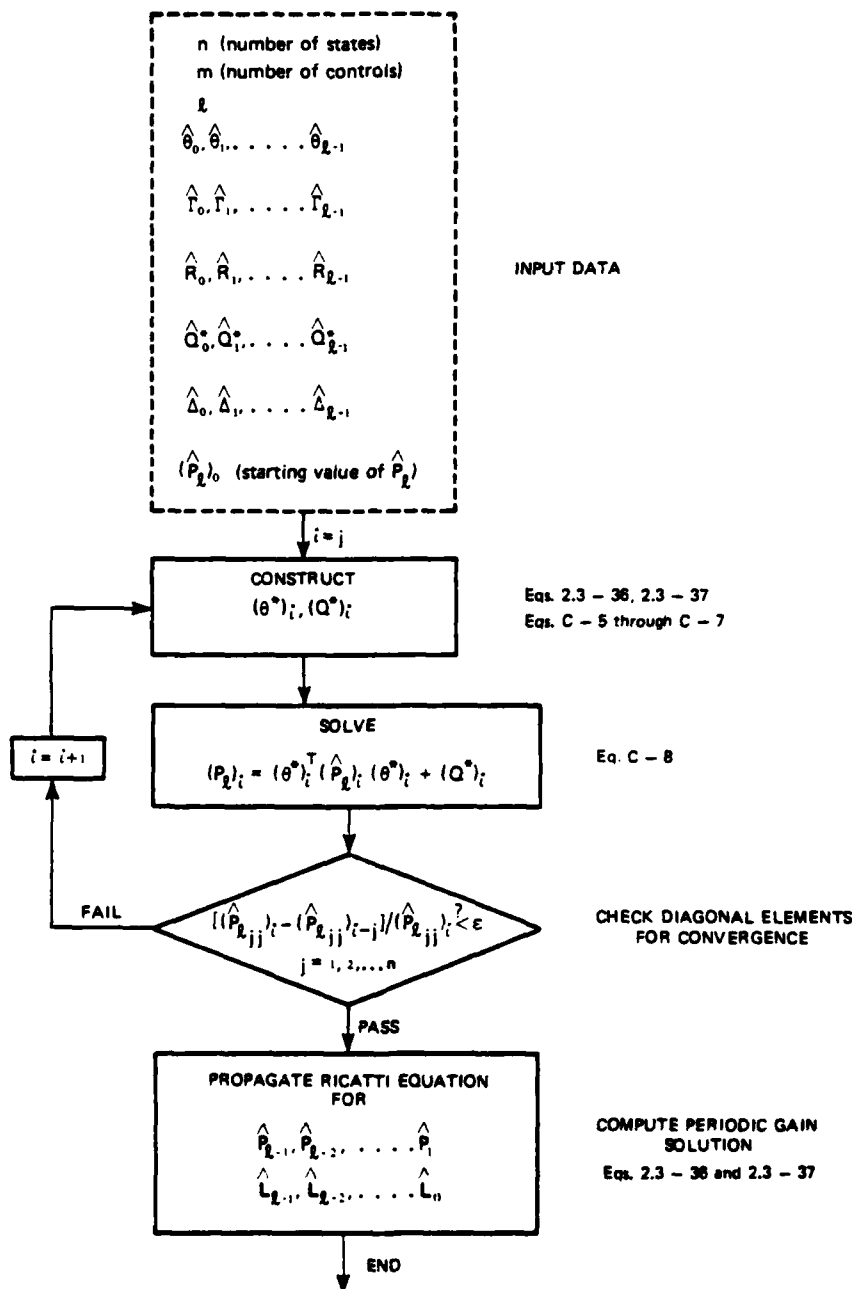 n (number of states)
m (number of controls)
ℓ
θ̂₀, θ̂₁, . . . . . θ̂ℓ₋₁
Γ̂₀, Γ̂₁, . . . . . Γ̂ℓ₋₁
R̂₀, R̂₁, . . . . R̂ℓ₋₁
INPUT DATA
Q̂*₀, Q̂*₁, . . . . Q̂*ℓ₋₁
Δ̂₀, Δ̂₁, . . . . . Δ̂ℓ₋₁
(P̂ℓ)₀ (starting value of P̂ℓ)
i = j
CONSTRUCT
(θ*)ᵢ, (Q*)ᵢ
Eqs. 2.3 – 36, 2.3 – 37
Eqs. C – 5 through C – 7
SOLVE
(Pℓ)ᵢ = (θ*)ᵢᵀ (P̂ℓ)ᵢ (θ*)ᵢ + (Q*)ᵢ
Eq. C – 8
i = i+1
FAIL
[(P̂ℓjj)ᵢ – (P̂ℓjj)ᵢ₋ⱼ]/(P̂ℓjj)ᵢ <? ε
j = 1, 2, . . . n
CHECK DIAGONAL ELEMENTS
FOR CONVERGENCE
PASS
PROPAGATE RICATTI EQUATION
FOR
P̂ℓ₋₁, P̂ℓ₋₂, . . . . . P̂₁
L̂ℓ₋₁, L̂ℓ₋₂, . . . . . L̂₀
COMPUTE PERIODIC GAIN
SOLUTION
Eqs. 2.3 – 36 and 2.3 – 37
END